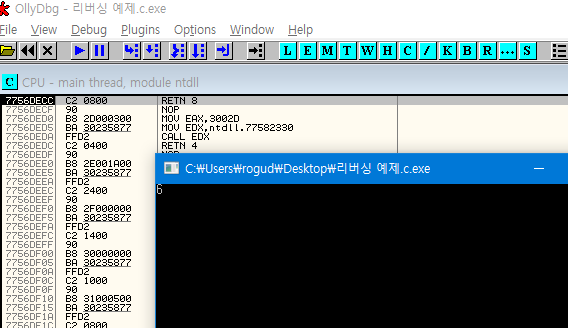 OllyDbg - 리버싱 예제.c.exe
File View Debug Plugins Options Window Help
L E M T W H C / K B R ... S
C CPU - main thread, module ntdll
7756DECC C2 0800 RETN 8
7756DECF 90 NOP
7756DED0 B8 2D000300 MOV EAX,3002D
7756DED5 BA 30235877 MOV EDX,ntdll.77582330
7756DEDA FFD2 CALL EDX
7756DEDC C2 0400 RETN 4
7756DEDF 90 NOP
7756DEE0 B8 2E001A00
7756DEE5 BA 30235877
7756DEEA FFD2
7756DEEC C2 2400
7756DEEF 90
7756DEF0 B8 2F000000
7756DEF5 BA 30235877
7756DEFA FFD2
7756DEFC C2 1400
7756DEFF 90
7756DF00 B8 30000000
7756DF05 BA 30235877
7756DF0A FFD2
7756DF0C C2 1000
7756DF0F 90
7756DF10 B8 31000500
7756DF15 BA 30235877
7756DF1A FFD2
7756DF1C C2 0800
C:₩Users₩rogud₩Desktop₩리버싱 예제.c.exe
6